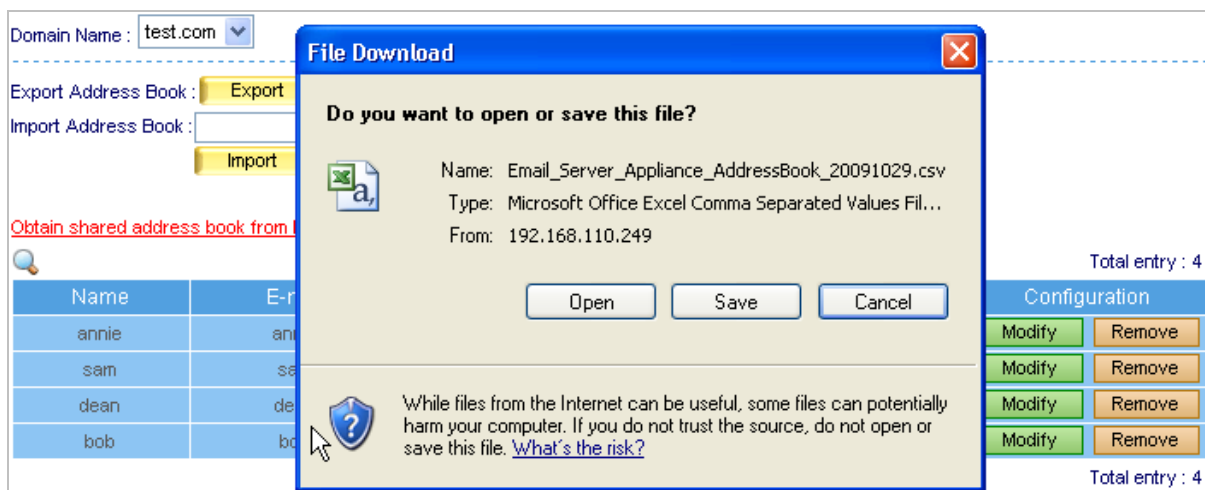 Domain Name : test.com
File Download
Export Address Book : Export
Do you want to open or save this file?
Import Address Book :
Import
Name: Email_Server_Appliance_AddressBook_20091029.csv
Type: Microsoft Office Excel Comma Separated Values Fil...
From: 192.168.110.249
Obtain shared address book from
Total entry : 4
Open Save Cancel
Name E-r Configuration
annie an Modify Remove
sam sa Modify Remove
dean de Modify Remove
bob bo Modify Remove
While files from the Internet can be useful, some files can potentially
harm your computer. If you do not trust the source, do not open or
save this file. What's the risk?
Total entry : 4